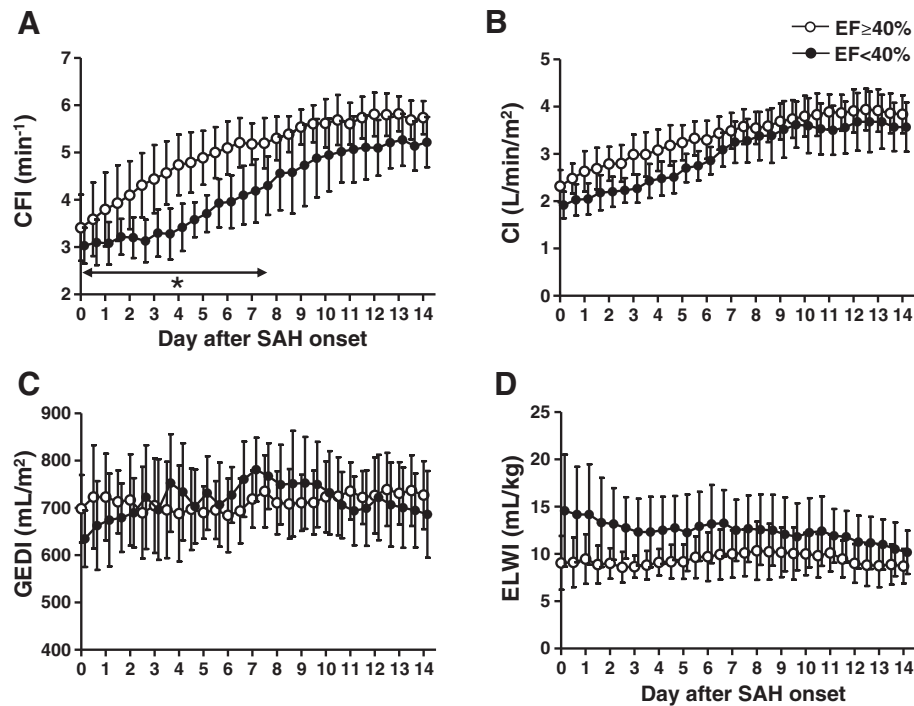 A
CFI (min-1)
7
6
5
4
3
2
*
0 1 2 3 4 5 6 7 8 9 10 11 12 13 14
Day after SAH onset
B
EF≥40%
EF<40%
CI (L/min/m2)
5
4
3
2
1
0
0 1 2 3 4 5 6 7 8 9 10 11 12 13 14
C
GEDI (mL/m2)
900
800
700
600
500
400
0 1 2 3 4 5 6 7 8 9 10 11 12 13 14
D
ELWI (mL/kg)
25
20
15
10
5
0
0 1 2 3 4 5 6 7 8 9 10 11 12 13 14
Day after SAH onset